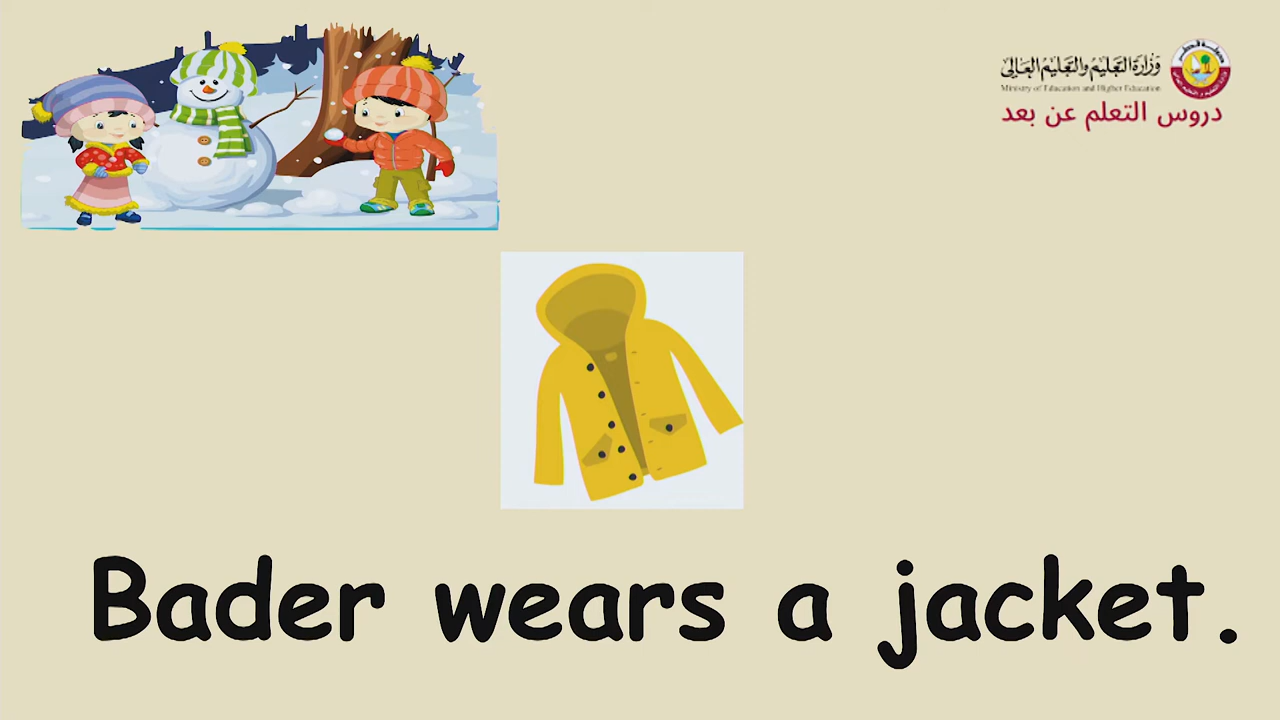 وزارة التعليم والتعليم العالي
Ministry of Education and Higher Education
دروس التعلم عن بعد
Bader wears a jacket.